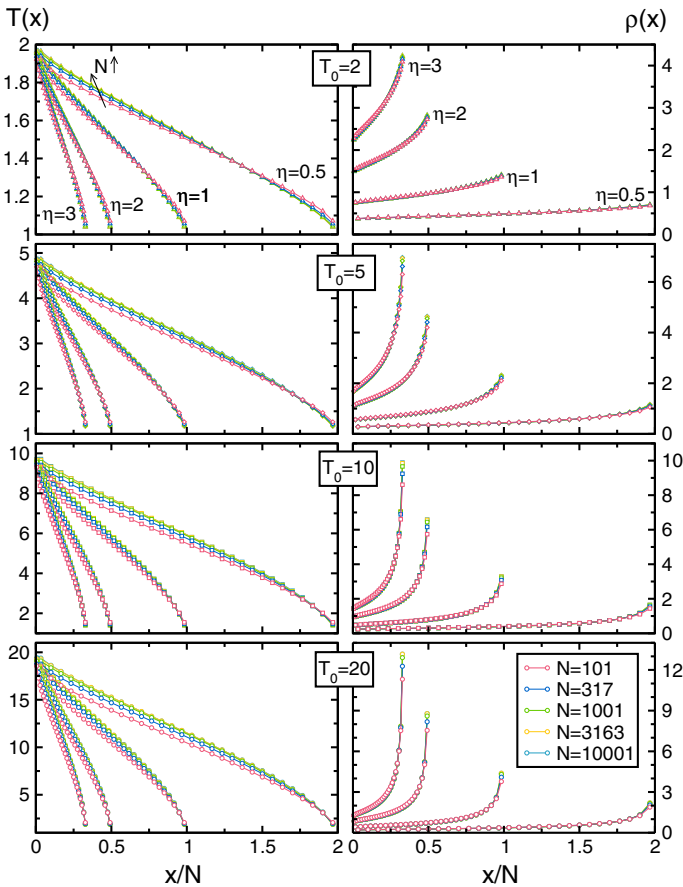 T(x) ρ(x)
2 1.8 1.6 1.4 1.2 1
N↑
T₀=2
η=3 η=2 η=1 η=0.5
η=3
η=2
η=1
η=0.5
4 3 2 1 0
5 4 3 2 1
T₀=5
6 4 2 0
10 8 6 4 2
T₀=10
10 8 6 4 2 0
20 15 10 5
T₀=20
N=101
N=317
N=1001
N=3163
N=10001
12 9 6 3 0
0 0.5 1 1.5 2 0 0.5 1 1.5 2
x/N x/N